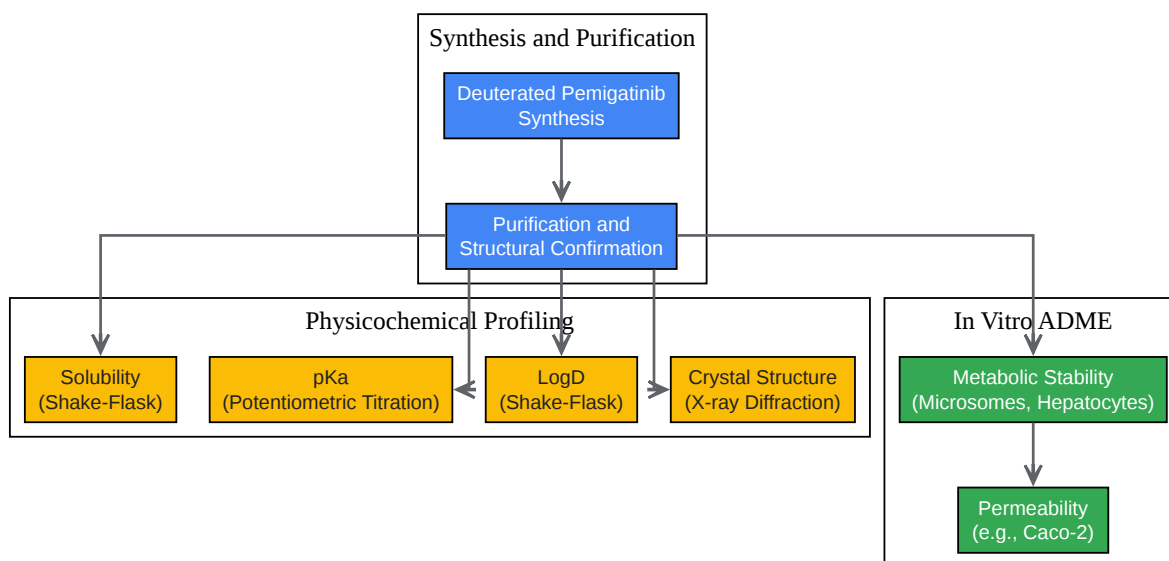 Synthesis and Purification
Deuterated Pemigatinib
Synthesis
Purification and
Structural Confirmation
Physicochemical Profiling
Solubility
(Shake-Flask)
pKa
(Potentiometric Titration)
LogD
(Shake-Flask)
Crystal Structure
(X-ray Diffraction)
In Vitro ADME
Metabolic Stability
(Microsomes, Hepatocytes)
Permeability
(e.g., Caco-2)